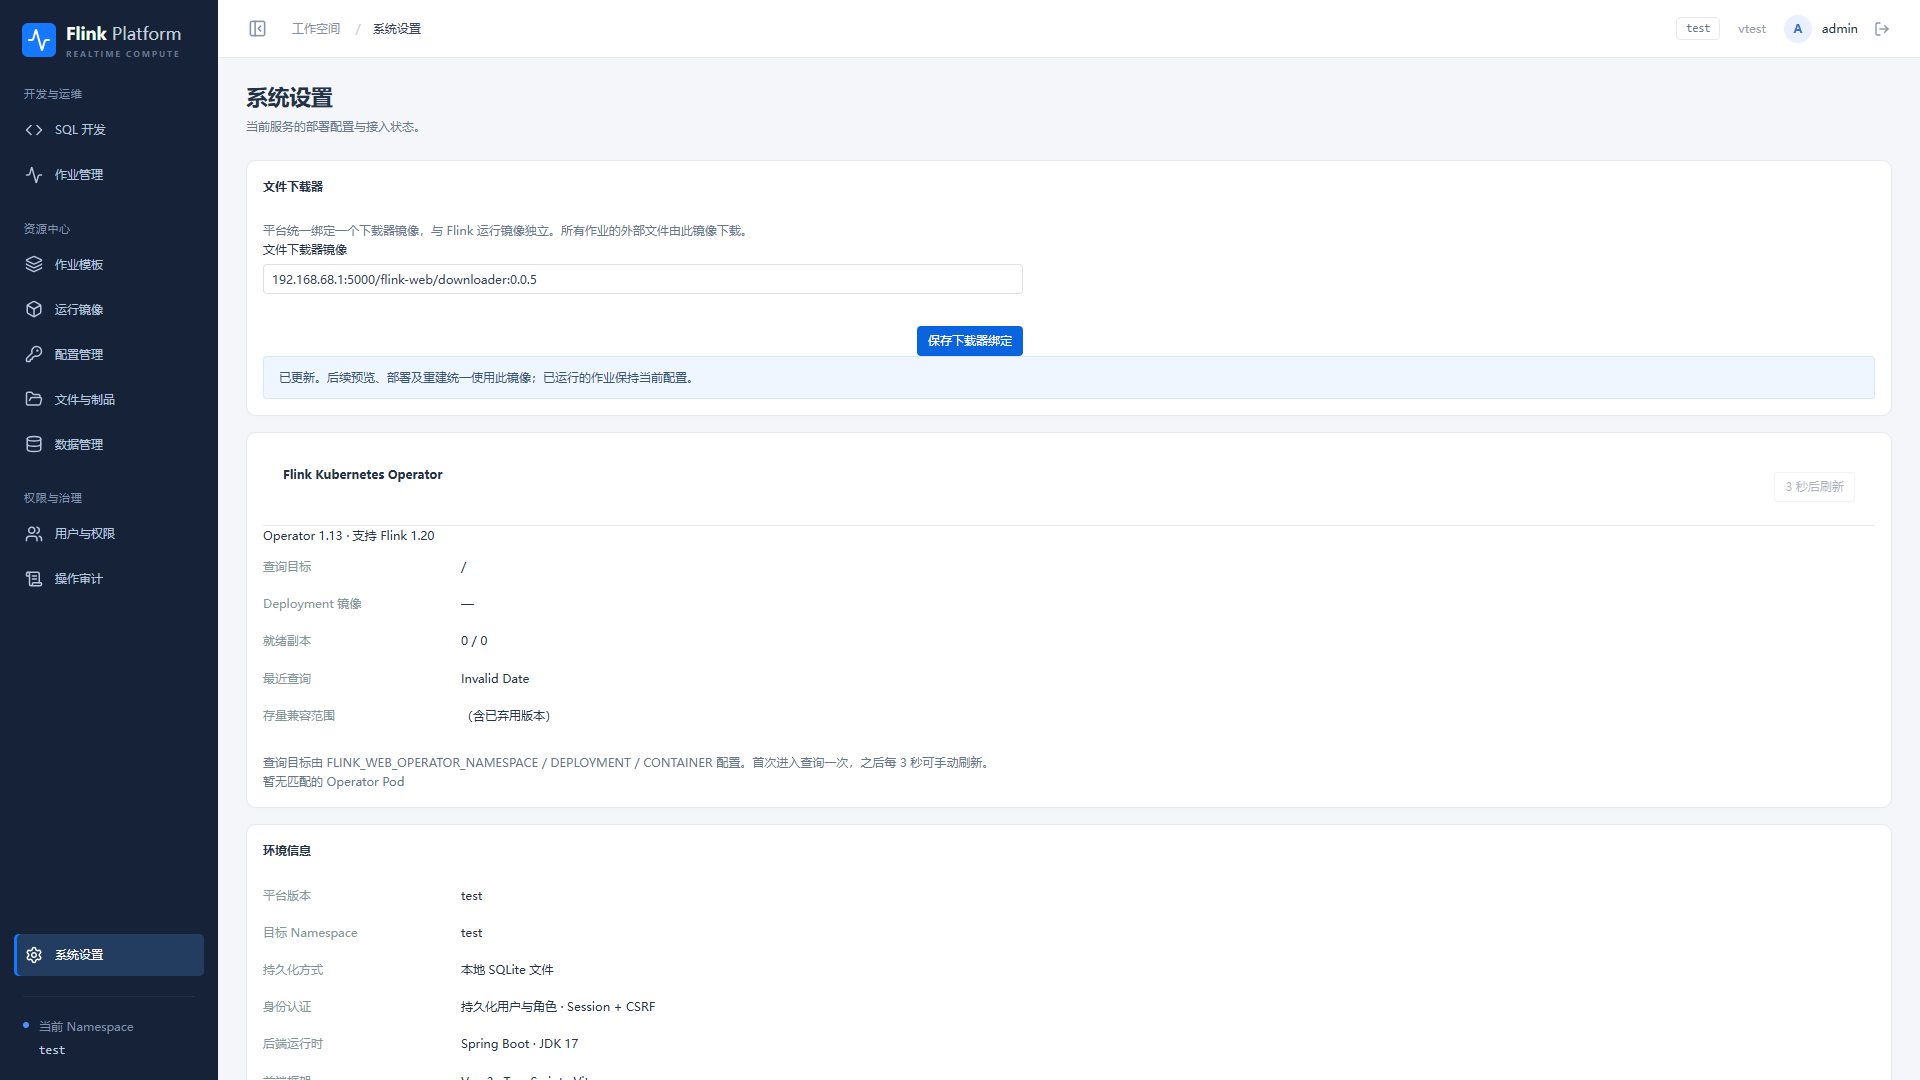 Flink Platform
REALTIME COMPUTE
开发与运维
SQL 开发
作业管理
资源中心
作业模板
运行镜像
配置管理
文件与制品
数据管理
权限与治理
用户与权限
操作审计
系统设置
当前 Namespace
test
工作空间 / 系统设置
test
vtest
A
admin
系统设置
当前服务的部署配置与接入状态。
文件下载器
平台统一绑定一个下载器镜像，与 Flink 运行镜像独立。所有作业的外部文件由此镜像下载。
文件下载器镜像
192.168.68.1:5000/flink-web/downloader:0.0.5
保存下载器绑定
已更新。后续预览、部署及重建统一使用此镜像；已运行的作业保持当前配置。
Flink Kubernetes Operator
3 秒后刷新
Operator 1.13 · 支持 Flink 1.20
查询目标 /
Deployment 镜像 —
就绪副本 0 / 0
最近查询 Invalid Date
存量兼容范围 （含已弃用版本）
查询目标由 FLINK_WEB_OPERATOR_NAMESPACE / DEPLOYMENT / CONTAINER 配置。首次进入查询一次，之后每 3 秒可手动刷新。
暂无匹配的 Operator Pod
环境信息
平台版本 test
目标 Namespace test
持久化方式 本地 SQLite 文件
身份认证 持久化用户与角色 · Session + CSRF
后端运行时 Spring Boot · JDK 17